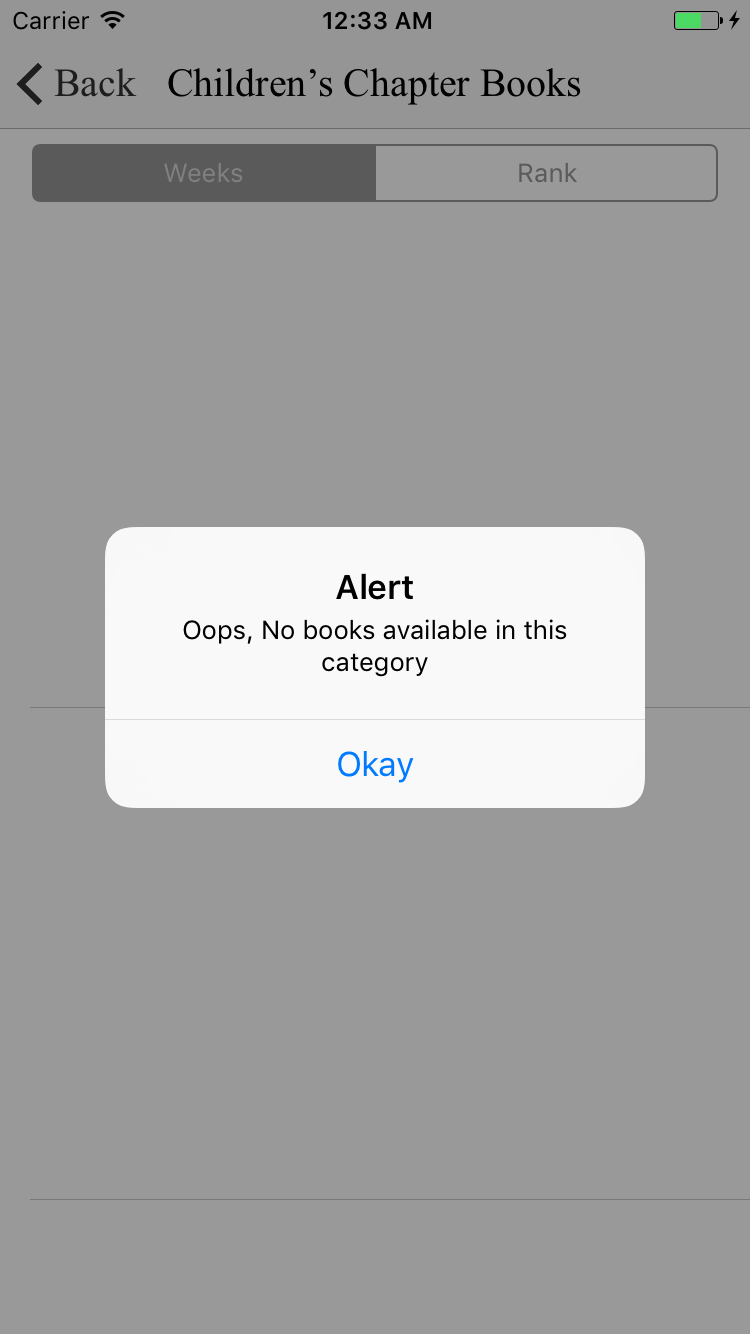 Carrier 12:33 AM
Back Children’s Chapter Books
Weeks Rank
Alert
Oops, No books available in this
category
Okay